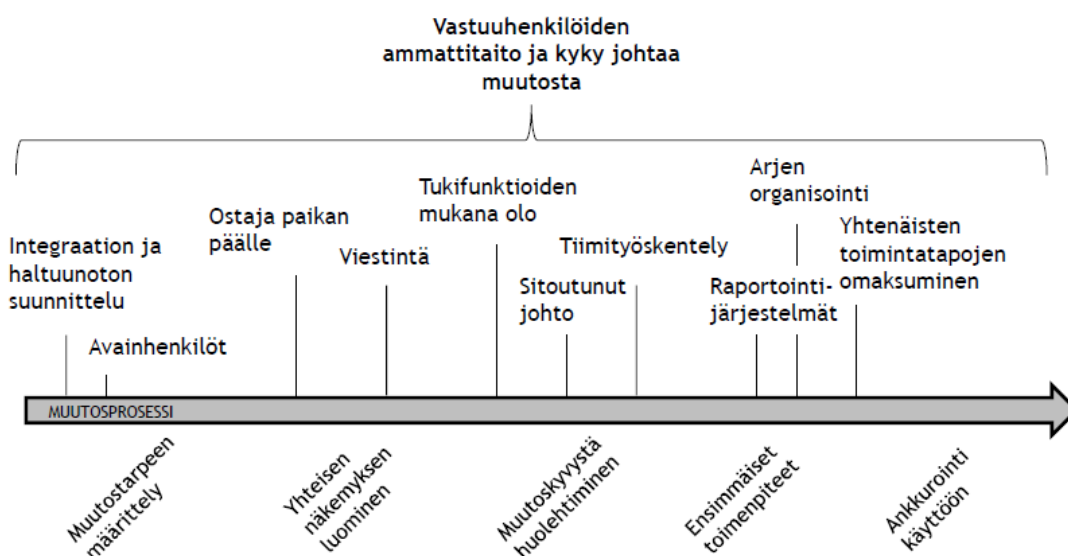 Vastuuhenkilöiden
ammattitaito ja kyky johtaa
muutosta
Integraation ja
haltuunoton
suunnittelu
Avainhenkilöt
Ostaja paikan
päälle
Viestintä
Tukifunktioiden
mukana olo
Sitoutunut
johto
Tiimityöskentely
Raportointi-
järjestelmät
Arjen
organisointi
Yhtenäisten
toimintatapojen
omaksuminen
MUUTOSPROSESSI
Muutostarpeen
määrittely
Yhteisen
näkemyksen
luominen
Muutoskyvystä
huolehtiminen
Ensimmäiset
toimenpiteet
Ankkurointi
käyttöön